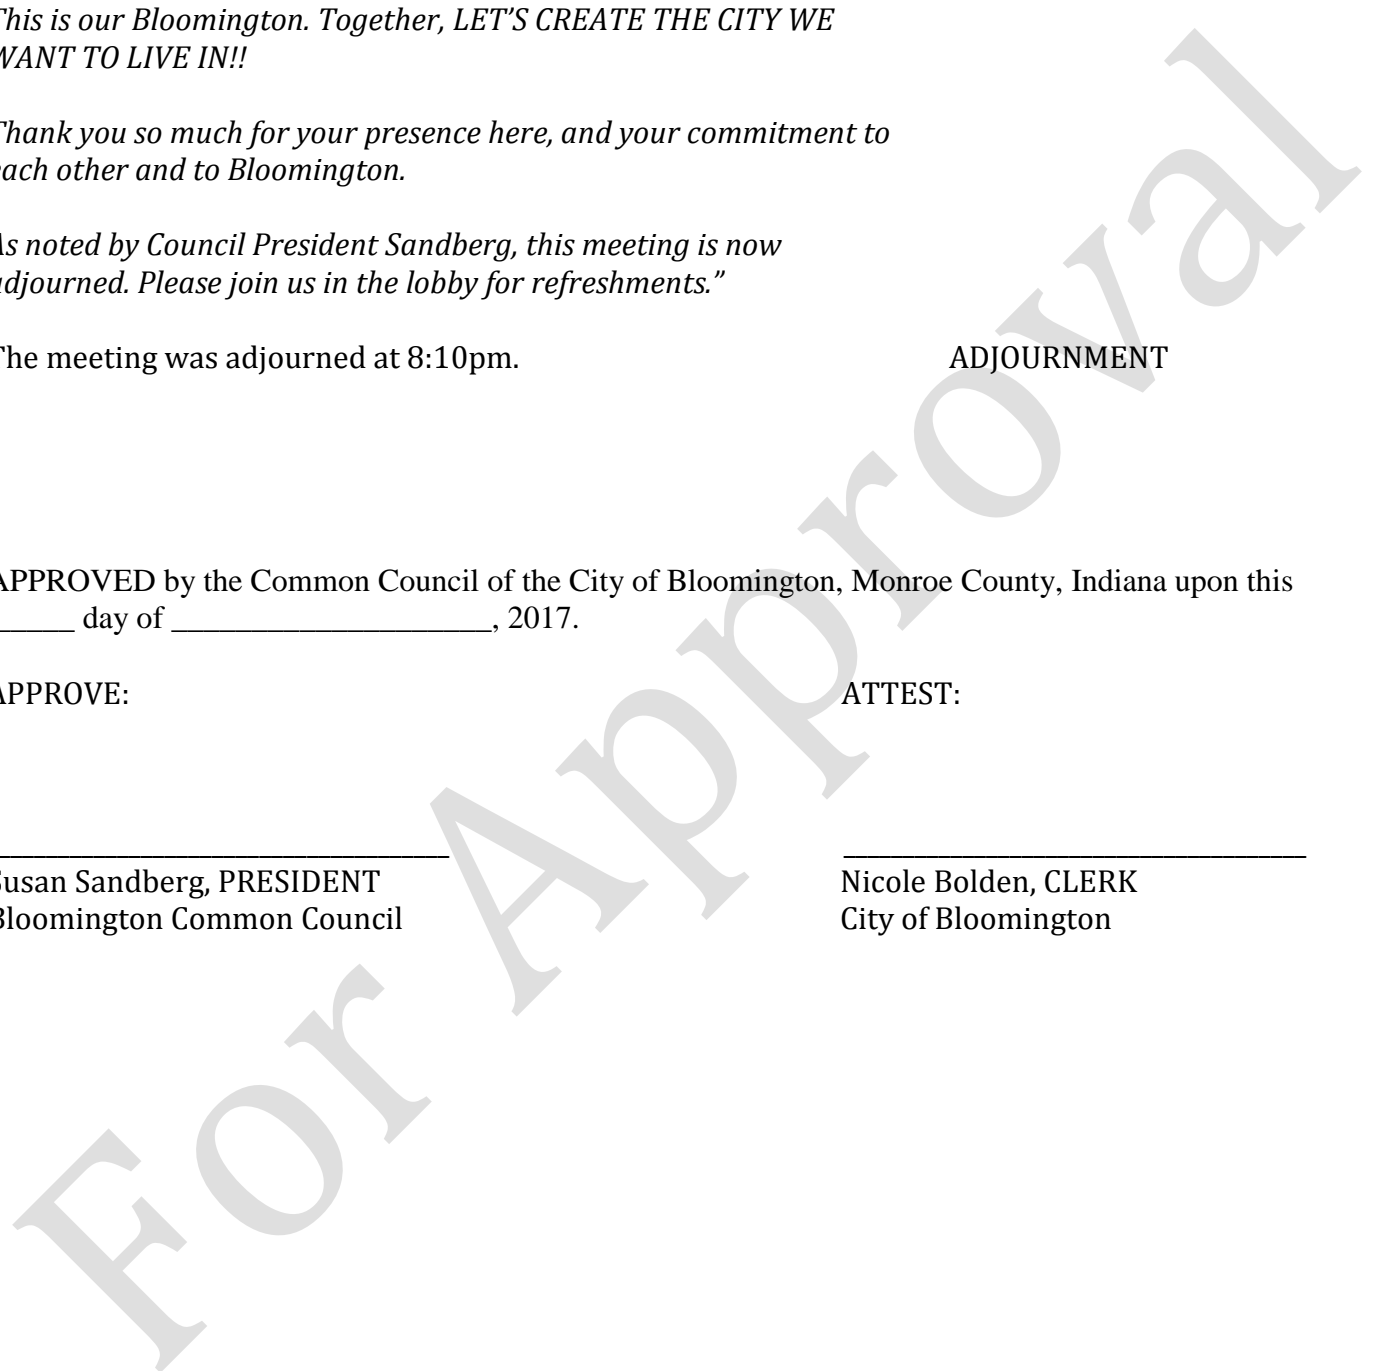 This is our Bloomington. Together, LET’S CREATE THE CITY WE
WANT TO LIVE IN!!
Thank you so much for your presence here, and your commitment to
each other and to Bloomington.
As noted by Council President Sandberg, this meeting is now
adjourned. Please join us in the lobby for refreshments.”
The meeting was adjourned at 8:10pm.
ADJOURNMENT
APPROVED by the Common Council of the City of Bloomington, Monroe County, Indiana upon this
_____ day of ____________________, 2017.
APPROVE:
ATTEST:
Susan Sandberg, PRESIDENT
Bloomington Common Council
Nicole Bolden, CLERK
City of Bloomington
For Approval